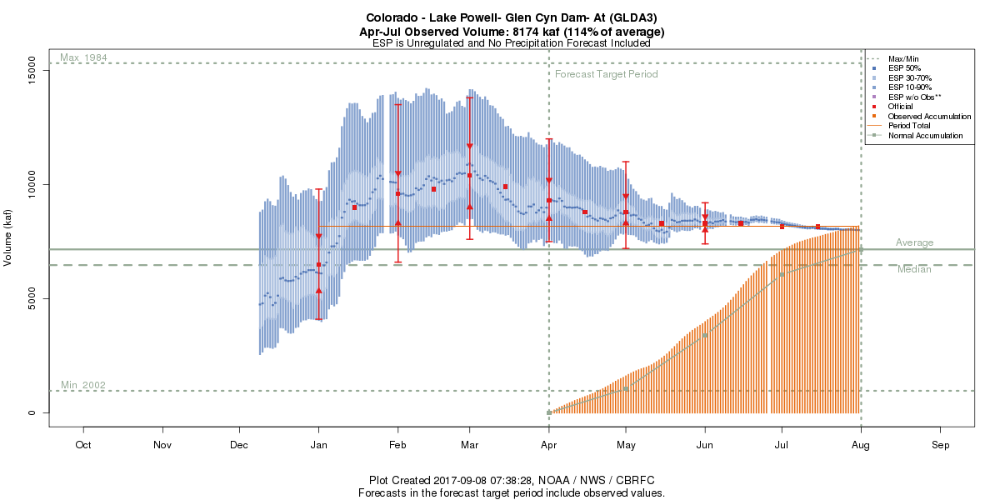 Colorado - Lake Powell- Glen Cyn Dam- At (GLDA3)
Apr-Jul Observed Volume: 8174 kaf (114% of average)
ESP is Unregulated and No Precipitation Forecast Included
Max 1984
Forecast Target Period
Max/Min
ESP 50%
ESP 30-70%
ESP 10-90%
ESP w/o Obs**
Official
Observed Accumulation
Period Total
Normal Accumulation
Average
Median
Min 2002
Volume (kaf)
15000
10000
5000
0
Oct Nov Dec Jan Feb Mar Apr May Jun Jul Aug Sep
Plot Created 2017-09-08 07:38:28, NOAA / NWS / CBRFC
Forecasts in the forecast target period include observed values.